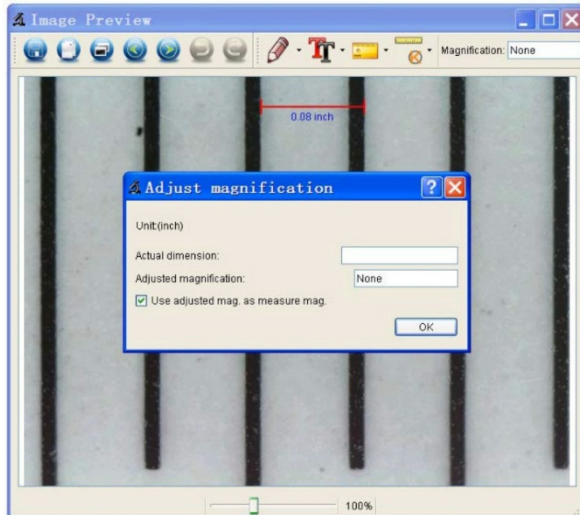 Image Preview
Magnification: None
0.08 inch
Adjust magnification
Unit:(inch)
Actual dimension:
Adjusted magnification: None
Use adjusted mag. as measure mag.
OK
100%